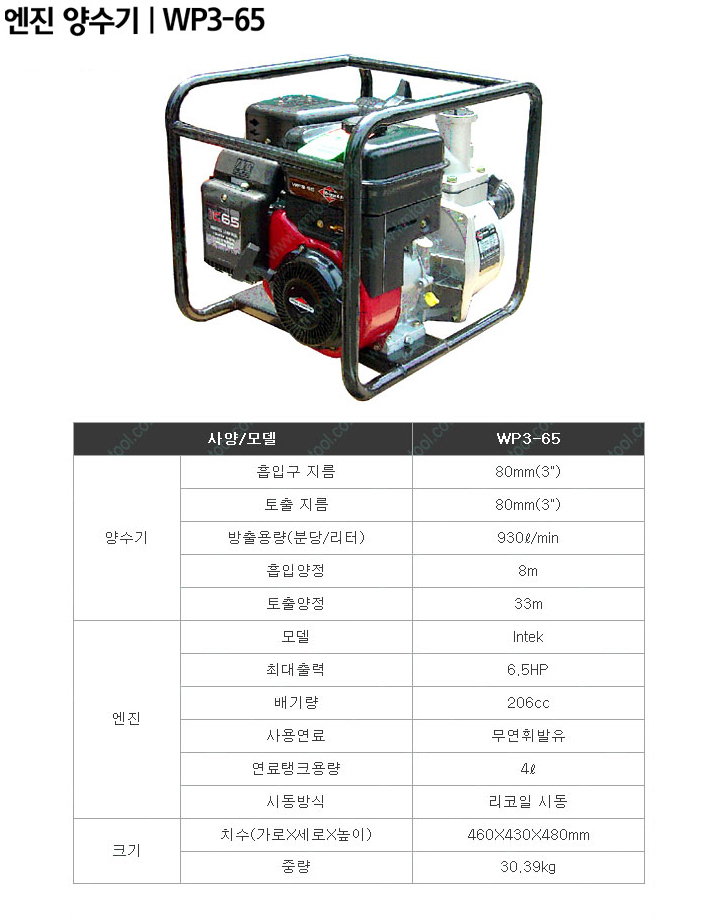 엔진 양수기 | WP3-65
WP3-65
65
사양/모델 WP3-65
양수기
흡입구 지름 80mm(3")
토출 지름 80mm(3")
방출용량(분당/리터) 930ℓ/min
흡입양정 8m
토출양정 33m
엔진
모델 Intek
최대출력 6.5HP
배기량 206cc
사용연료 무연휘발유
연료탱크용량 4ℓ
시동방식 리코일 시동
크기
치수(가로X세로X높이) 460X430X480mm
중량 30.39kg